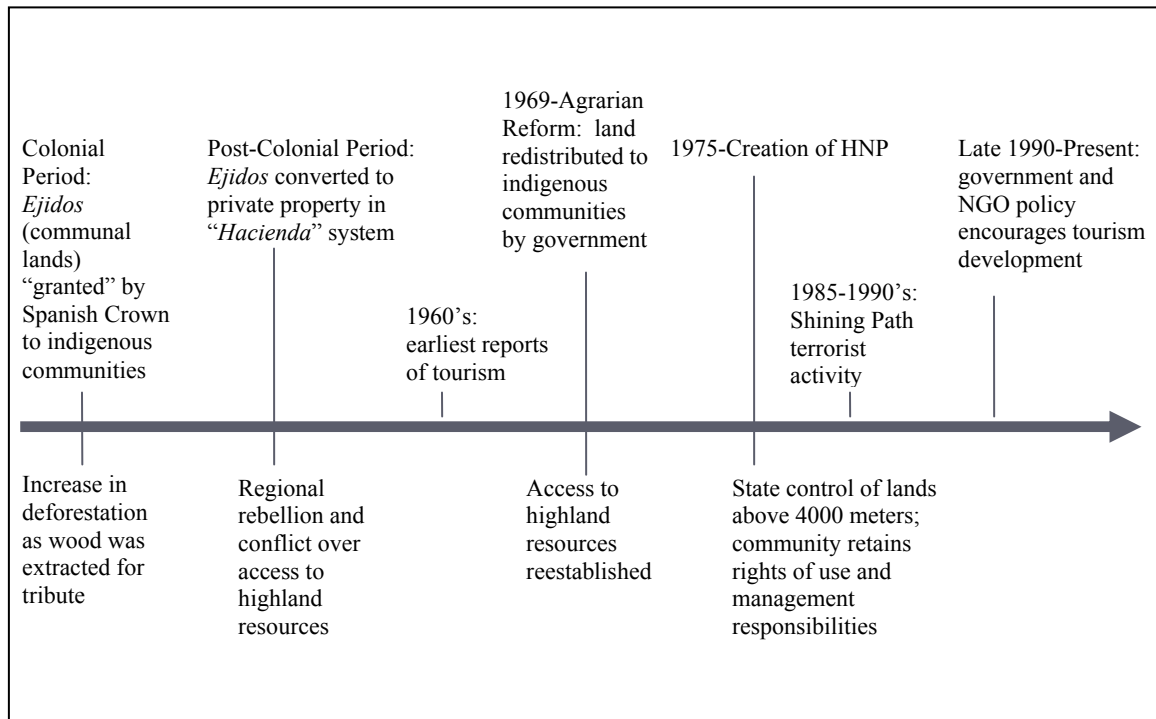 Colonial
Period:
Ejidos
(communal
lands)
“granted” by
Spanish Crown
to indigenous
communities
Post-Colonial Period:
Ejidos converted to
private property in
“Hacienda” system
1960’s:
earliest reports
of tourism
1969-Agrarian
Reform:  land
redistributed to
indigenous
communities
by government
1975-Creation of HNP
1985-1990’s:
Shining Path
terrorist
activity
Late 1990-Present:
government and
NGO policy
encourages tourism
development
Increase in
deforestation
as wood was
extracted for
tribute
Regional
rebellion and
conflict over
access to
highland
resources
Access to
highland
resources
reestablished
State control of lands
above 4000 meters;
community retains
rights of use and
management
responsibilities